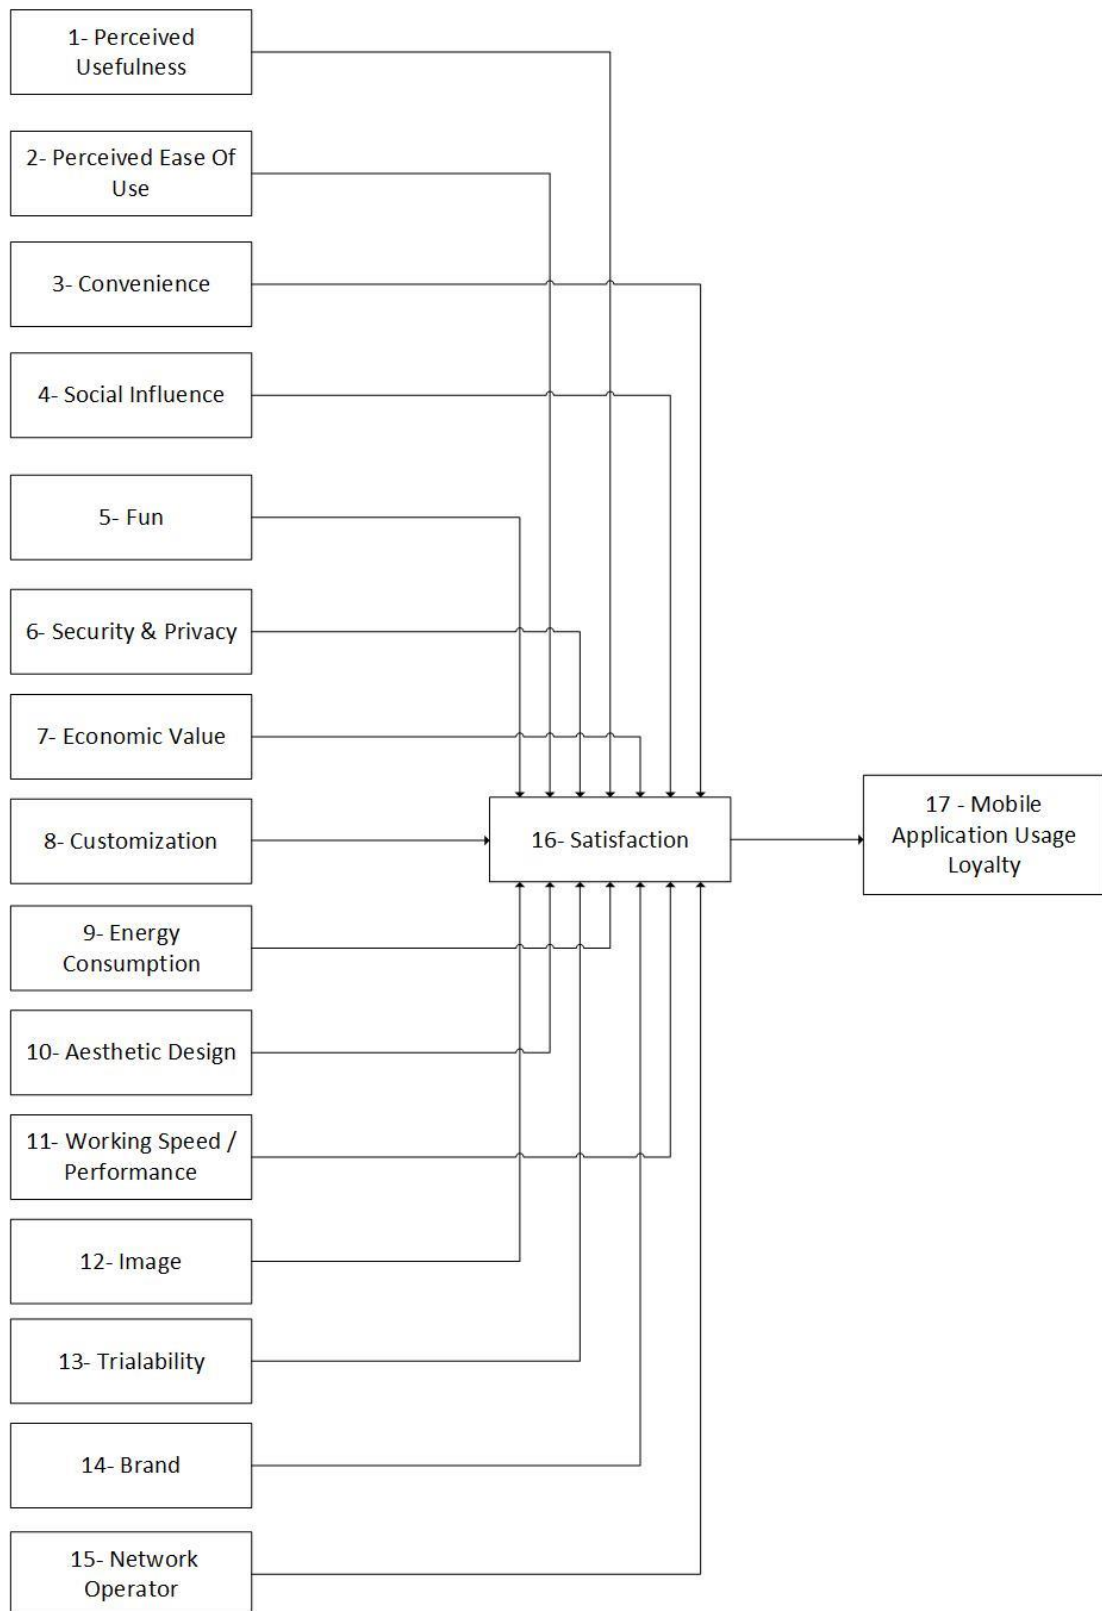 1- Perceived
Usefulness
2- Perceived Ease Of
Use
3- Convenience
4- Social Influence
5- Fun
6- Security & Privacy
7- Economic Value
8- Customization
16- Satisfaction
17 - Mobile
Application Usage
Loyalty
9- Energy
Consumption
10- Aesthetic Design
11- Working Speed /
Performance
12- Image
13- Trialability
14- Brand
15- Network
Operator